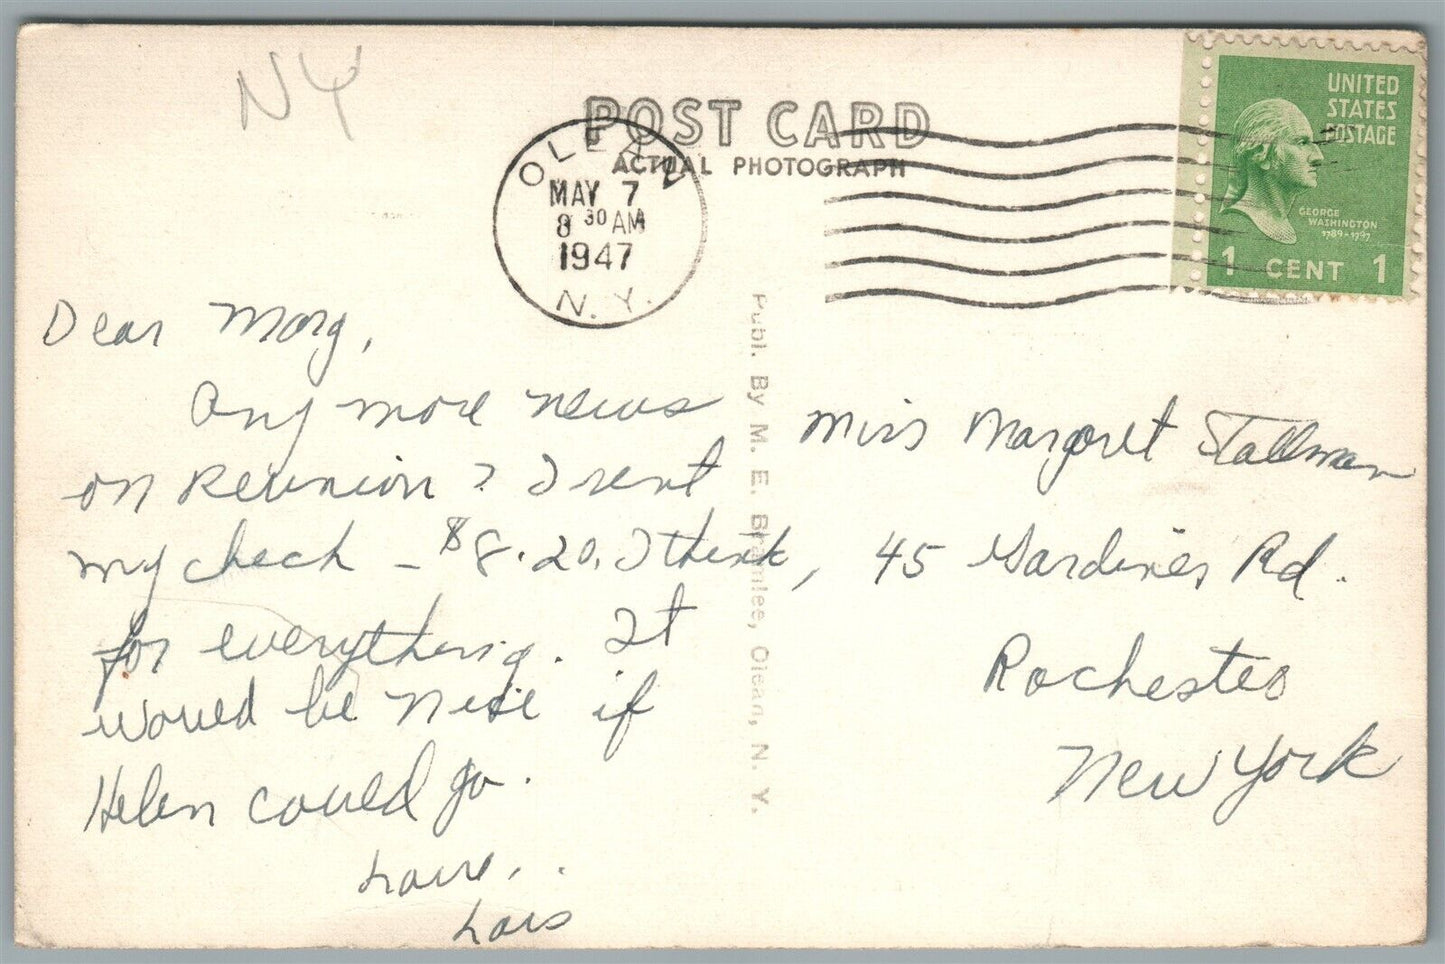 NY
POST CARD
ACTUAL PHOTOGRAPH
OLEAN
MAY 7
8 30 AM
1947
N.Y.
UNITED
STATES
POSTAGE
GEORGE
WASHINGTON
1789-1797
1 CENT 1
Dear Marg,
Any more news
on Reunion? I sent
my check - $8.20, I think,
for everything. It
would be nice if
Helen could go.
Love,
Lois
Publ. By M. E. Bromlee, Olean, N. Y.
Miss Margaret Stallman
45 Gardiner Rd.
Rochester
New York